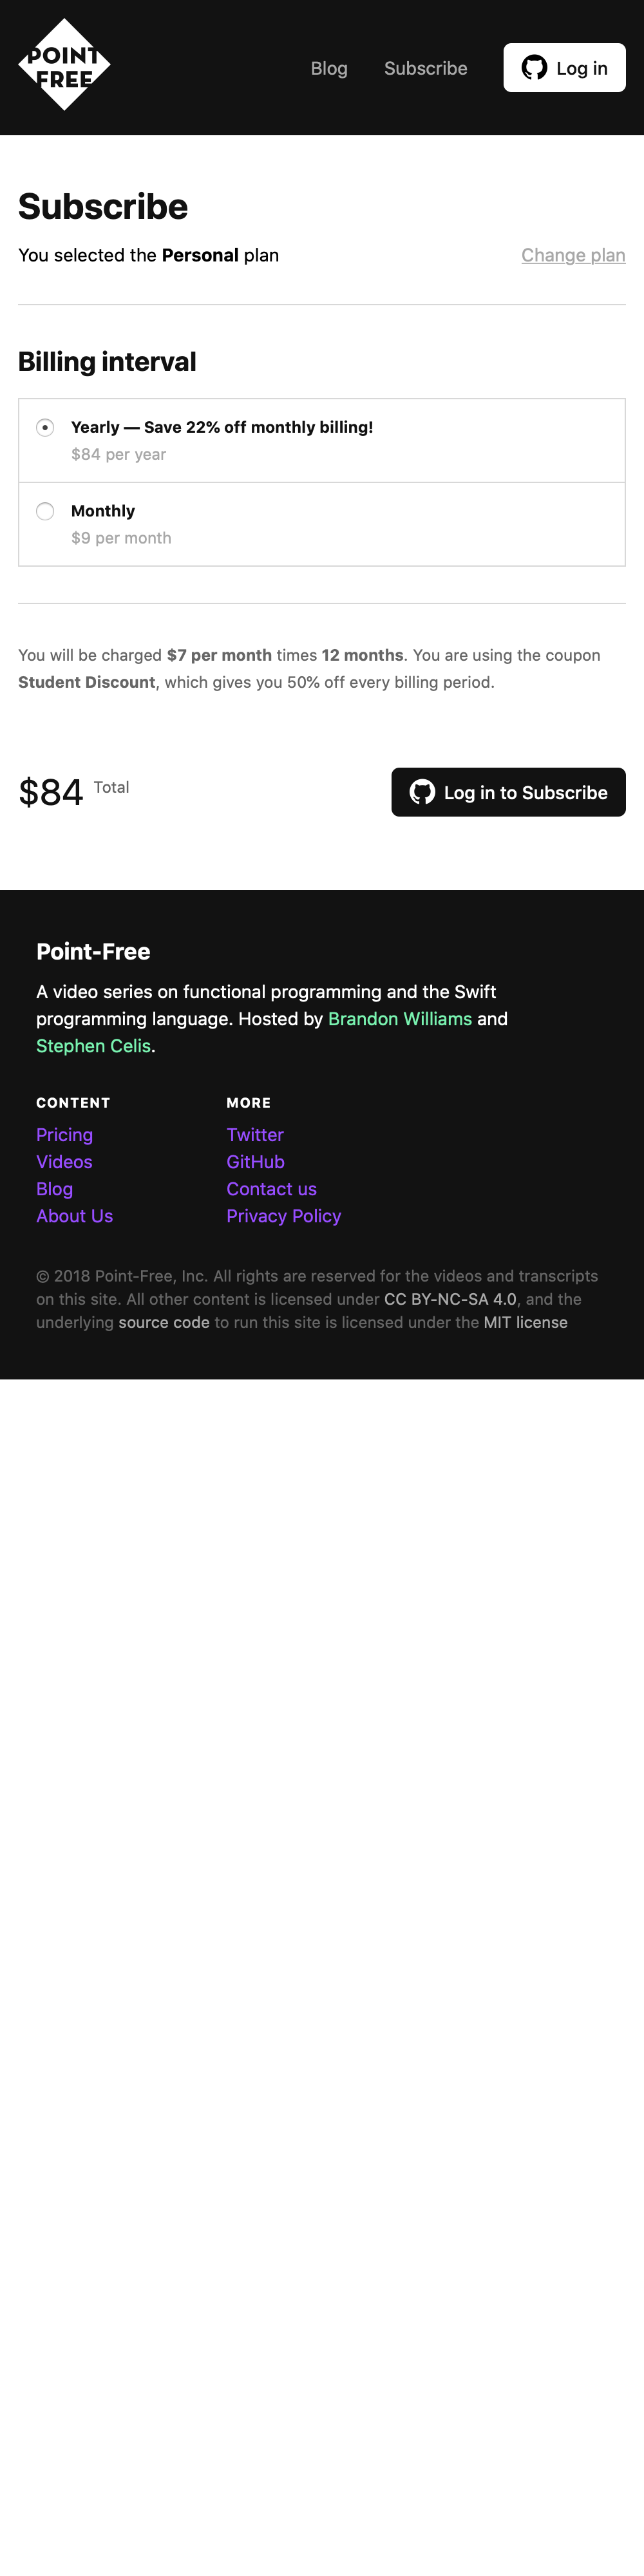 POINT
FREE
Blog
Subscribe
Log in
Subscribe
You selected the Personal plan
Change plan
Billing interval
Yearly — Save 22% off monthly billing!
$84 per year
Monthly
$9 per month
You will be charged $7 per month times 12 months. You are using the coupon
Student Discount, which gives you 50% off every billing period.
$84 Total
Log in to Subscribe
Point-Free
A video series on functional programming and the Swift
programming language. Hosted by Brandon Williams and
Stephen Celis.
CONTENT
Pricing
Videos
Blog
About Us
MORE
Twitter
GitHub
Contact us
Privacy Policy
© 2018 Point-Free, Inc. All rights are reserved for the videos and transcripts
on this site. All other content is licensed under CC BY-NC-SA 4.0, and the
underlying source code to run this site is licensed under the MIT license